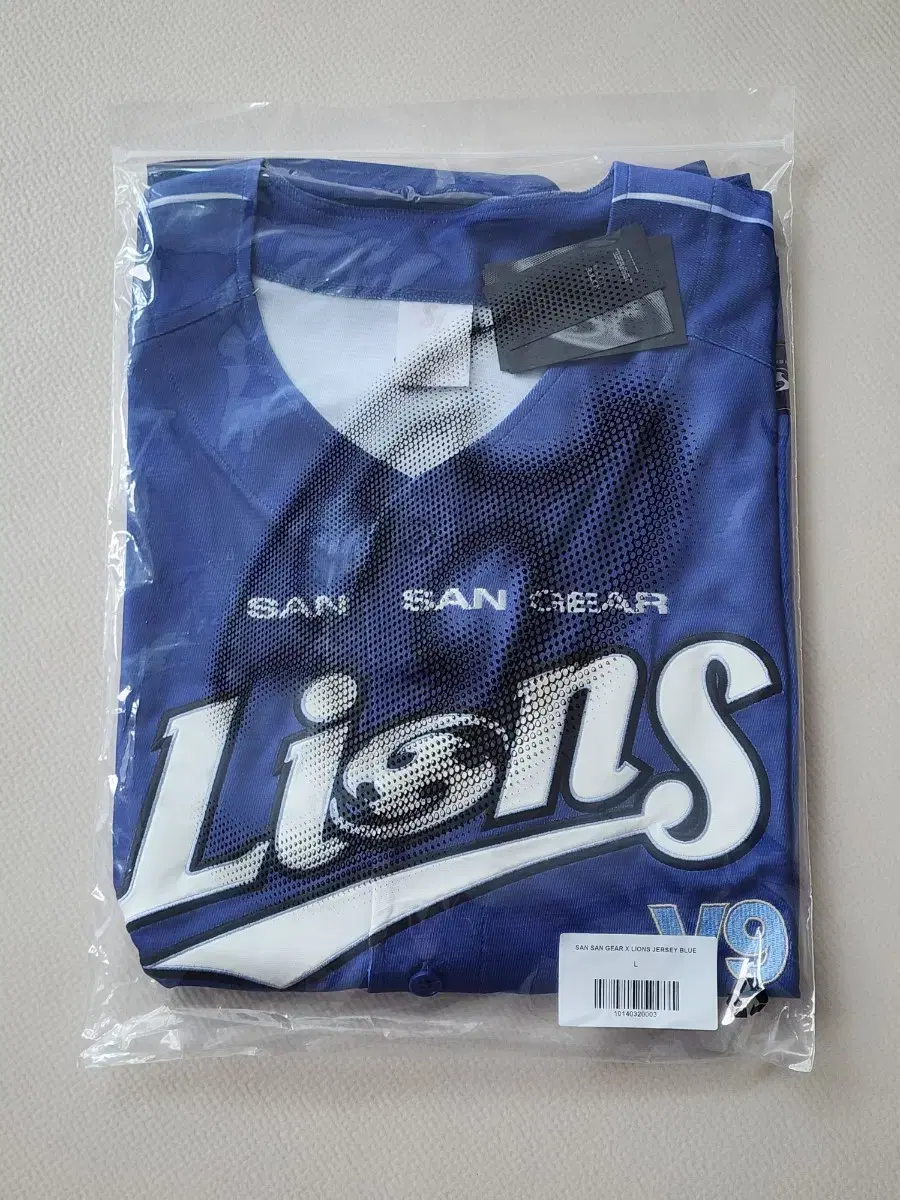 SAN SAN GEAR
Lions
V9
SAN SAN GEAR X LIONS JERSEY BLUE
L
10140320003